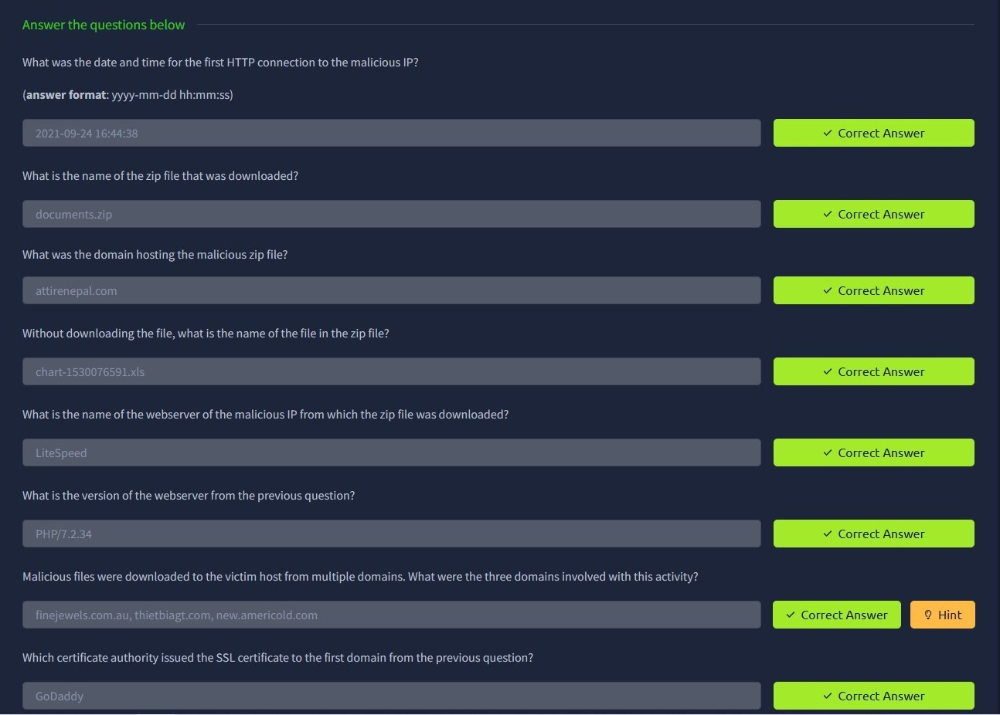 Answer the questions below
What was the date and time for the first HTTP connection to the malicious IP?
(answer format: yyyy-mm-dd hh:mm:ss)
2021-09-24 16:44:38
Correct Answer
What is the name of the zip file that was downloaded?
documents.zip
Correct Answer
What was the domain hosting the malicious zip file?
attirenepal.com
Correct Answer
Without downloading the file, what is the name of the file in the zip file?
chart-1530076591.xls
Correct Answer
What is the name of the webserver of the malicious IP from which the zip file was downloaded?
LiteSpeed
Correct Answer
What is the version of the webserver from the previous question?
PHP/7.2.34
Correct Answer
Malicious files were downloaded to the victim host from multiple domains. What were the three domains involved with this activity?
finejewels.com.au, thietbiagt.com, new.americold.com
Correct Answer
Hint
Which certificate authority issued the SSL certificate to the first domain from the previous question?
GoDaddy
Correct Answer